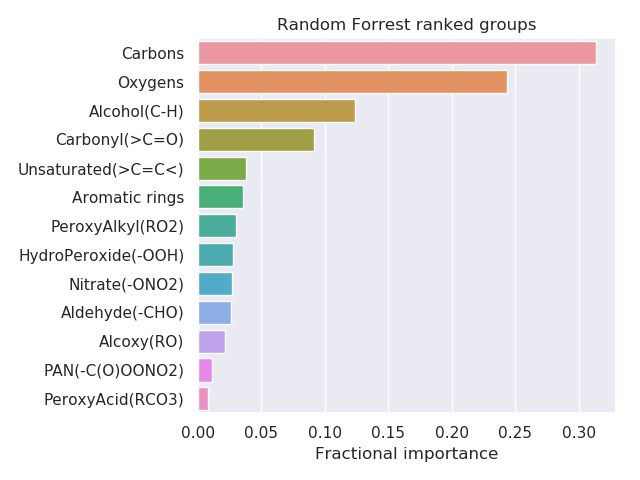 Random Forrest ranked groups
Carbons
Oxygens
Alcohol(C-H)
Carbonyl(>C=O)
Unsaturated(>C=C<)
Aromatic rings
PeroxyAlkyl(RO2)
HydroPeroxide(-OOH)
Nitrate(-ONO2)
Aldehyde(-CHO)
Alcoxy(RO)
PAN(-C(O)OONO2)
PeroxyAcid(RCO3)
0.00 0.05 0.10 0.15 0.20 0.25 0.30
Fractional importance